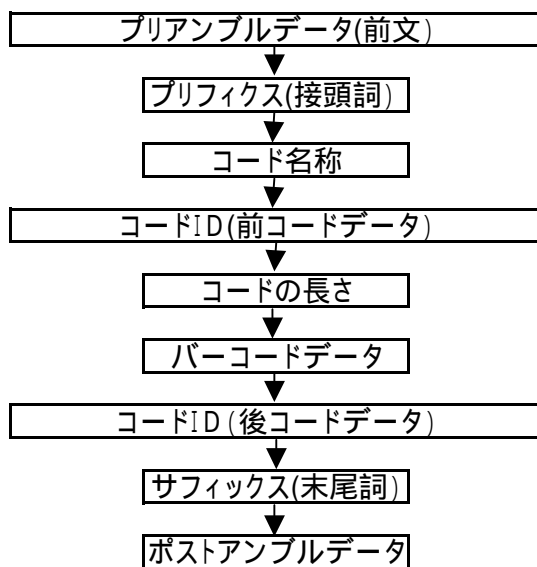 プリアンブルデータ(前文)
プリフィクス(接頭詞)
コード名称
コードID(前コードデータ)
コードの長さ
バーコードデータ
コードID(後コードデータ)
サフィックス(末尾詞)
ポストアンブルデータ